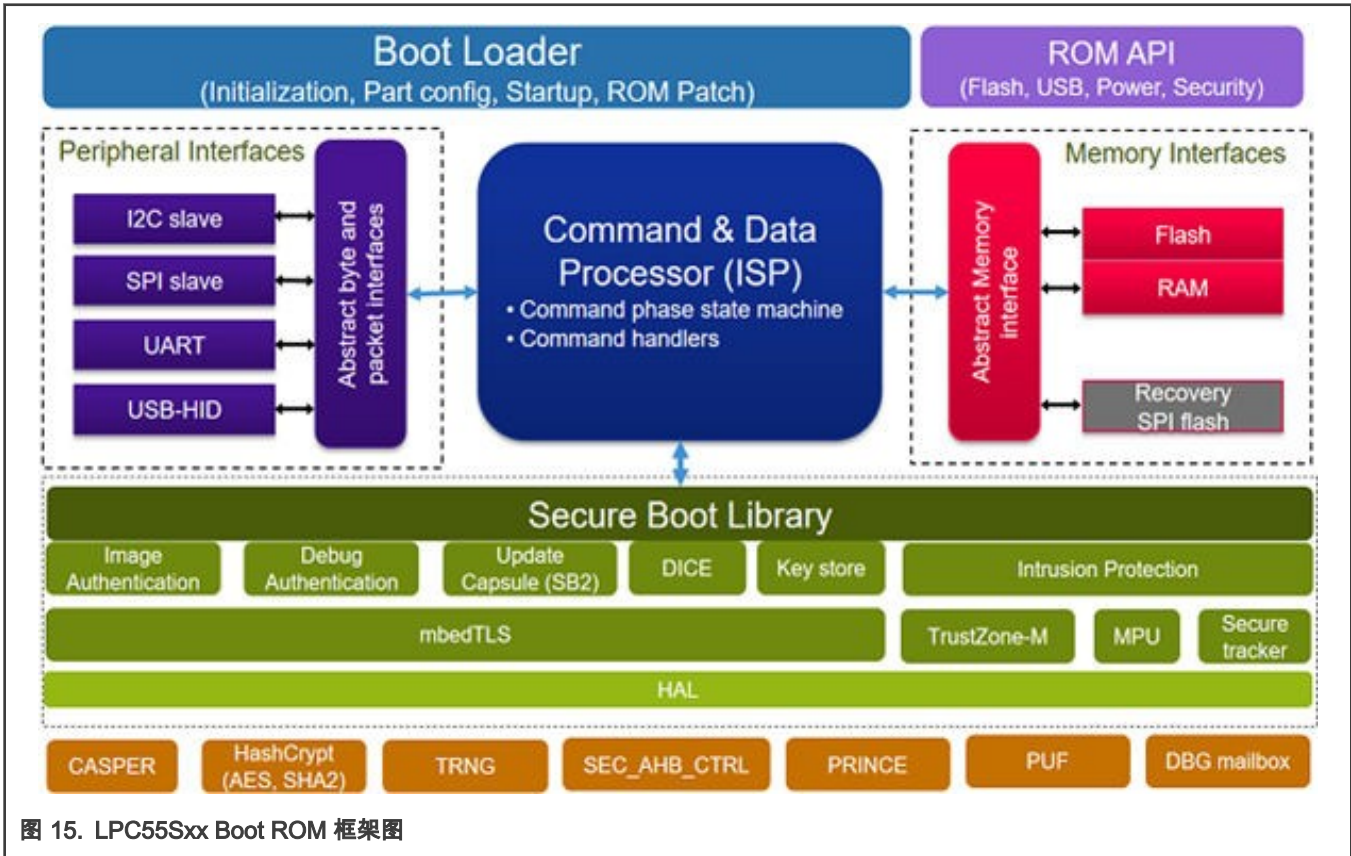 Boot Loader
(Initialization, Part config, Startup, ROM Patch)
ROM API
(Flash, USB, Power, Security)
Peripheral Interfaces
I2C slave
SPI slave
UART
USB-HID
Abstract byte and
packet interfaces
Command & Data
Processor (ISP)
• Command phase state machine
• Command handlers
Memory Interfaces
Abstract Memory
interface
Flash
RAM
Recovery
SPI flash
Secure Boot Library
Image
Authentication
Debug
Authentication
Update
Capsule (SB2)
DICE
Key store
Intrusion Protection
mbedTLS
TrustZone-M
MPU
Secure
tracker
HAL
CASPER
HashCrypt
(AES, SHA2)
TRNG
SEC_AHB_CTRL
PRINCE
PUF
DBG mailbox
图 15. LPC55Sxx Boot ROM 框架图